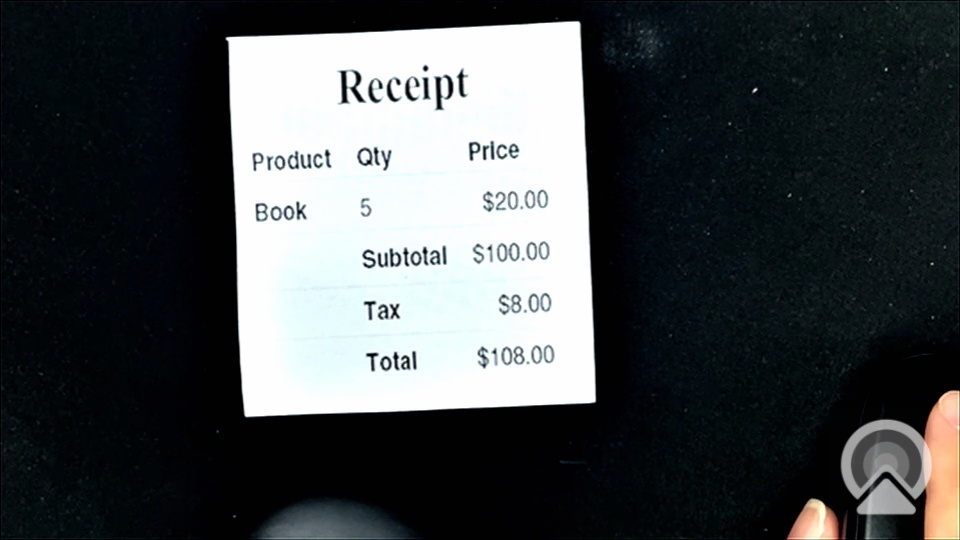 Receipt
Product Qty Price
Book 5 $20.00
Subtotal $100.00
Tax $8.00
Total $108.00